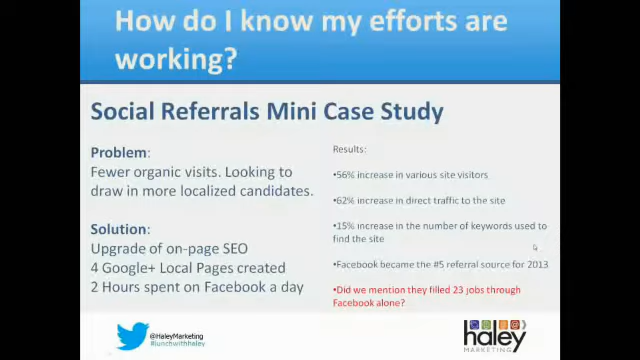 How do I know my efforts are
working?
Social Referrals Mini Case Study
Problem:
Fewer organic visits. Looking to
draw in more localized candidates.
Solution:
Upgrade of on-page SEO
4 Google+ Local Pages created
2 Hours spent on Facebook a day
Results:
•56% increase in various site visitors
•62% increase in direct traffic to the site
•15% increase in the number of keywords used to
find the site
•Facebook became the #5 referral source for 2013
•Did we mention they filled 23 jobs through
Facebook alone?
@HaleyMarketing
#lunchwithhaley
haley
MARKETING